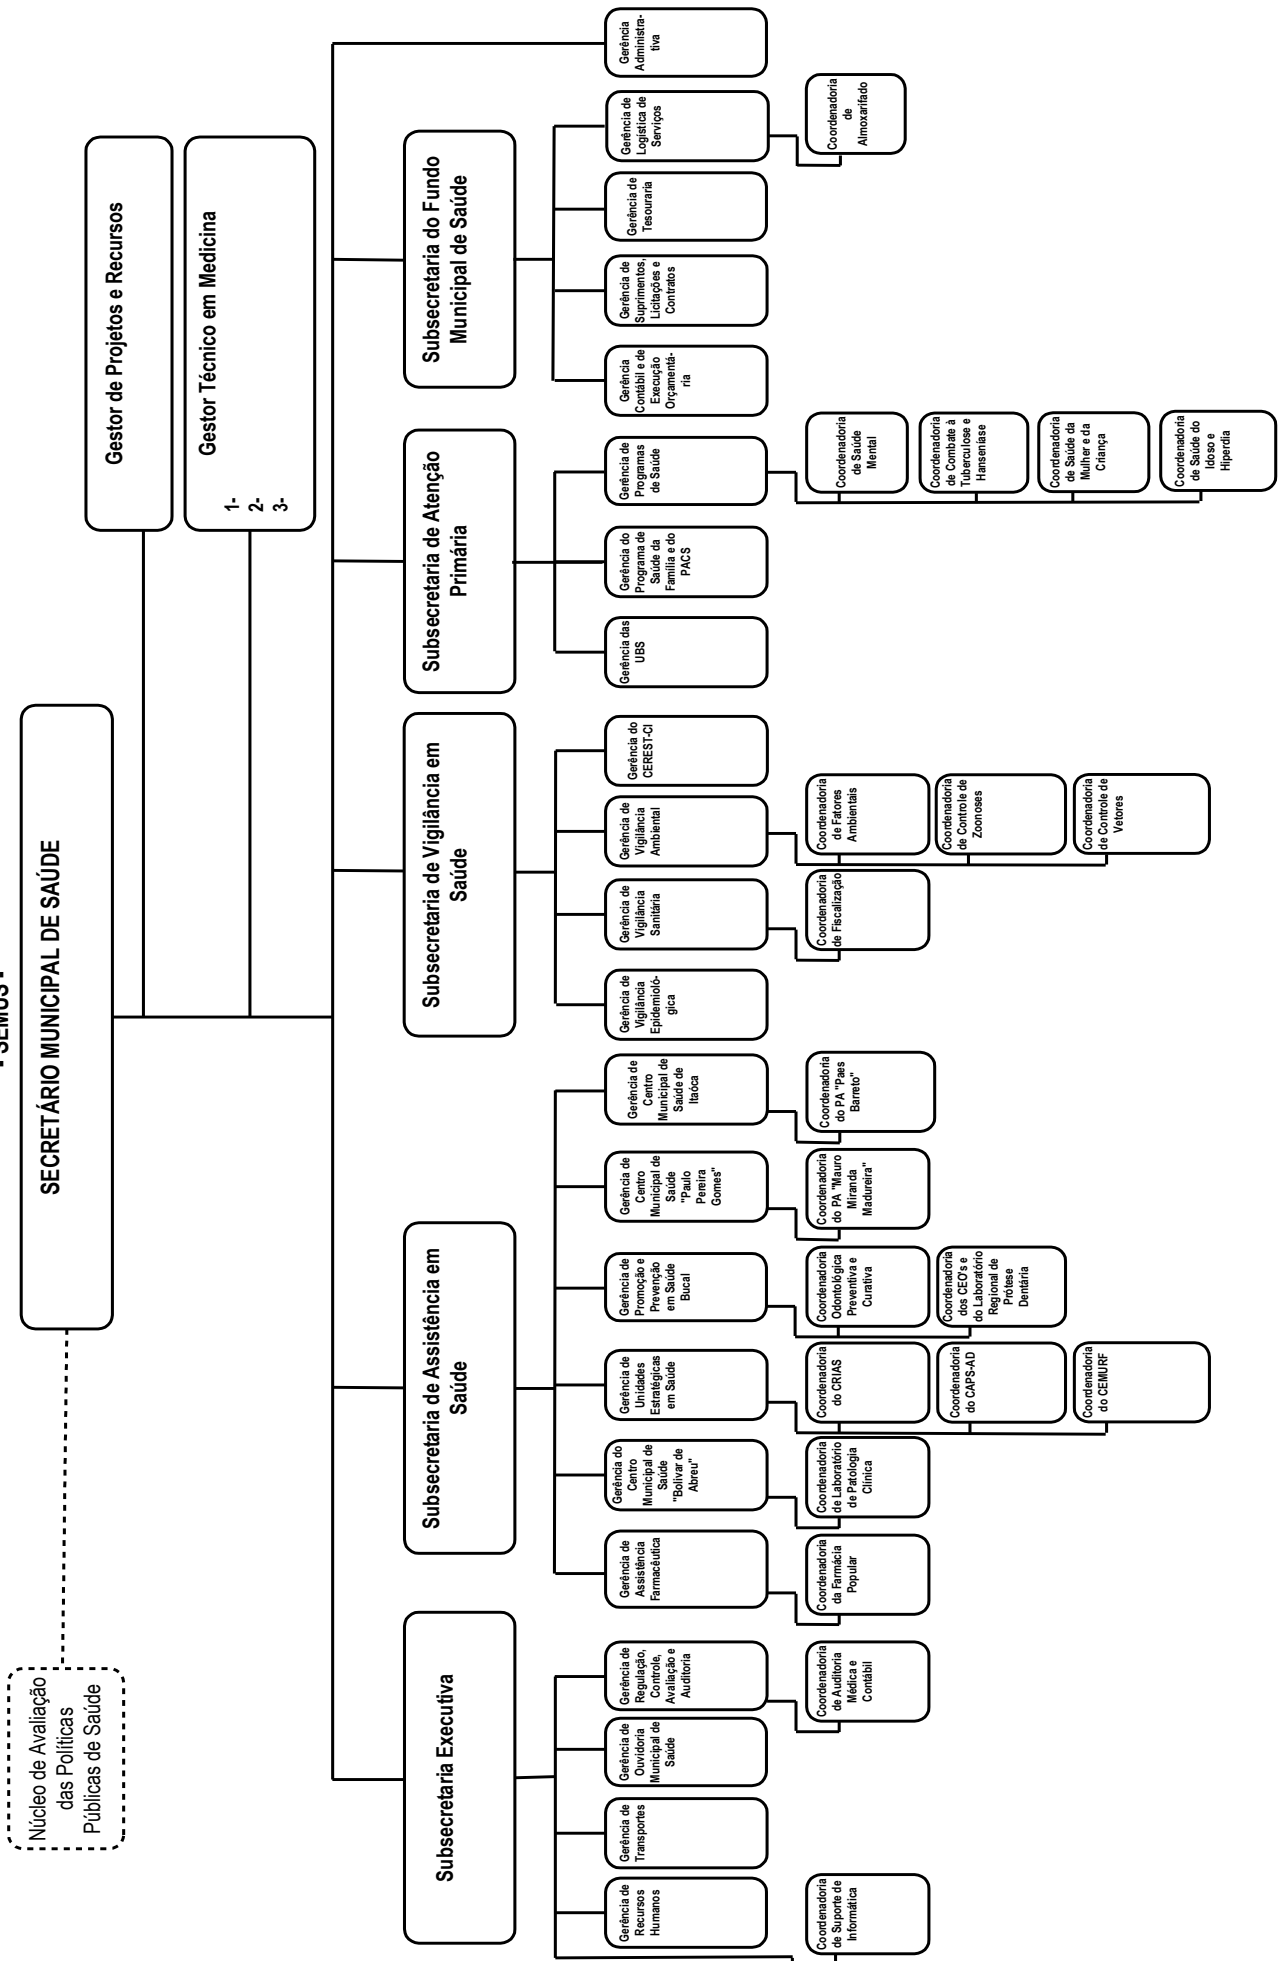 - SEMUS -
SECRETÁRIO MUNICIPAL DE SAÚDE
Núcleo de Avaliação
das Políticas
Públicas de Saúde
Gestor de Projetos e Recursos
Gestor Técnico em Medicina
1-
2-
3-
Subsecretaria Executiva
Subsecretaria de Assistência em
Saúde
Subsecretaria de Vigilância em
Saúde
Subsecretaria de Atenção
Primária
Subsecretaria do Fundo
Municipal de Saúde
Gerência de
Recursos
Humanos
Gerência de
Transportes
Gerência de
Ouvidoria
Municipal de
Saúde
Gerência de
Regulação,
Controle,
Avaliação e
Auditoria
Gerência de
Assistência
Farmacêutica
Gerência do
Centro
Municipal de
Saúde
"Bolivar de
Abreu"
Gerência de
Unidades
Estratégicas
em Saúde
Gerência de
Promoção e
Prevenção
em Saúde
Bucal
Gerência de
Centro
Municipal de
Saúde
"Paulo
Pereira
Gomes"
Gerência de
Centro
Municipal de
Saúde de
Itaóca
Gerência de
Vigilância
Epidemioló-
gica
Gerência de
Vigilância
Sanitária
Gerência de
Vigilância
Ambiental
Gerência do
CEREST-CI
Gerência das
UBS
Gerência do
Programa de
Saúde da
Família e do
PACS
Gerência de
Programas
de Saúde
Gerência
Contábil e de
Execução
Orçamentá-
ria
Gerência de
Suprimentos,
Licitações e
Contratos
Gerência de
Tesouraria
Gerência de
Logística de
Serviços
Gerência
Administra-
tiva
Coordenadoria
de Suporte de
Informática
Coordenadoria
de Auditoria
Médica e
Contábil
Coordenadoria
da Farmácia
Popular
Coordenadoria
de Laboratório
de Patologia
Clínica
Coordenadoria
do CRIAS
Coordenadoria
do CAPS-AD
Coordenadoria
do CEMURF
Coordenadoria
Odontológica
Preventiva e
Curativa
Coordenadoria
dos CEO's e
do Laboratório
Regional de
Prótese
Dentária
Coordenadoria
do PA "Mauro
Miranda
Madureira"
Coordenadoria
do PA "Paes
Barreto"
Coordenadoria
de Fiscalização
Coordenadoria
de Fatores
Ambientais
Coordenadoria
de Controle de
Zoonoses
Coordenadoria
de Controle de
Vetores
Coordenadoria
de Saúde
Mental
Coordenadoria
de Combate à
Tuberculose e
Hanseníase
Coordenadoria
de Saúde da
Mulher e da
Criança
Coordenadoria
de Saúde do
Idoso e
Hiperdia
Coordenadoria
de
Almoxarifado